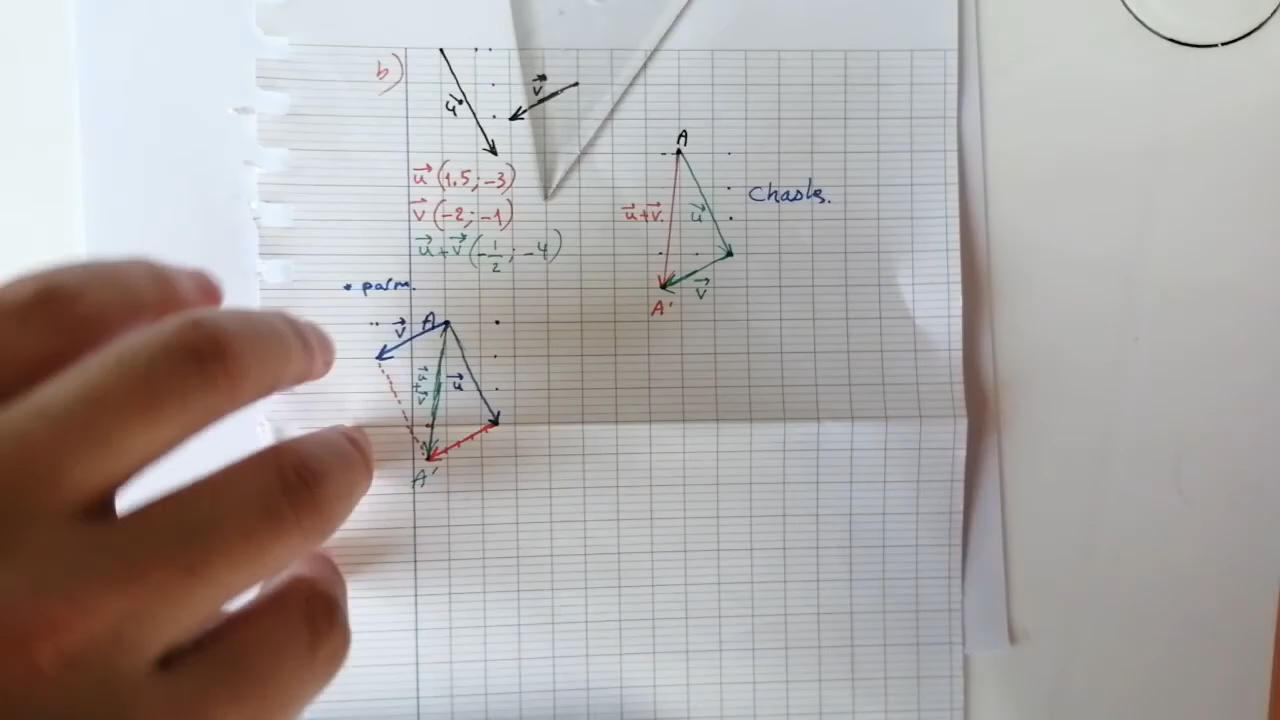 b)
u⃗
v⃗
u⃗ (1.5; -3)
v⃗ (-2; -1)
u⃗ + v⃗ (-1/2; -4)
A
u⃗+v⃗.
u⃗
Chasles.
v⃗
A'
* parm.
v⃗
A
u⃗+v⃗
u⃗
A'